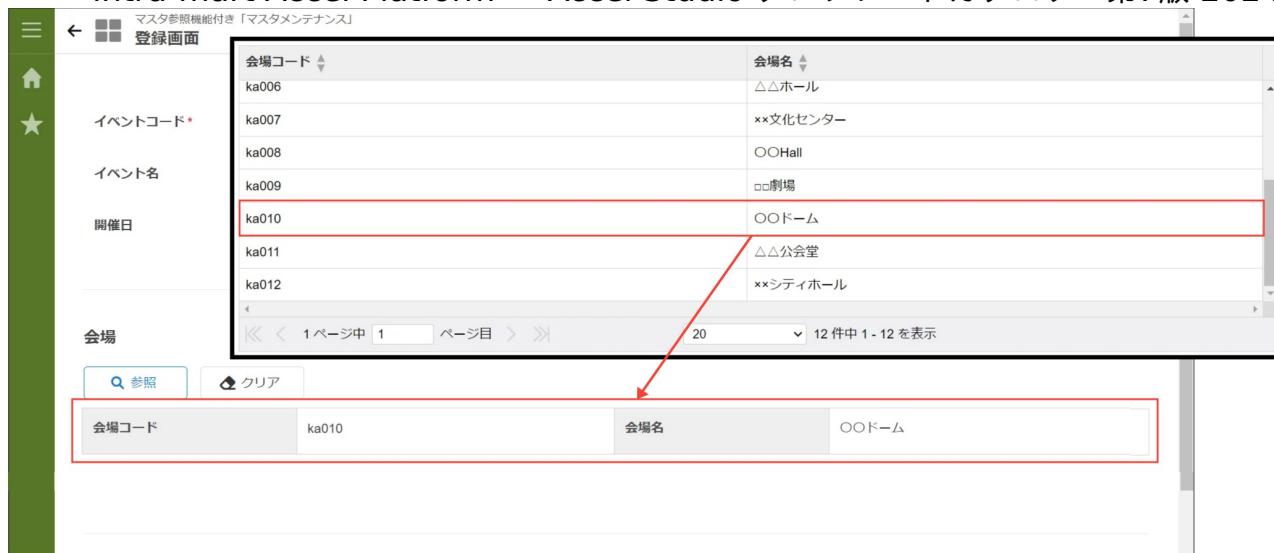 マスタ参照機能付き「マスタメンテナンス」
登録画面
会場コード 会場名
ka006 △△ホール
イベントコード* ka007 ××文化センター
ka008 〇〇Hall
イベント名
ka009 □□劇場
開催日 ka010 〇〇ドーム
ka011 △△公会堂
ka012 ××シティホール
会場 1 ページ中 1 ページ目 20 12 件中 1 - 12 を表示
参照 クリア
会場コード ka010 会場名 〇〇ドーム